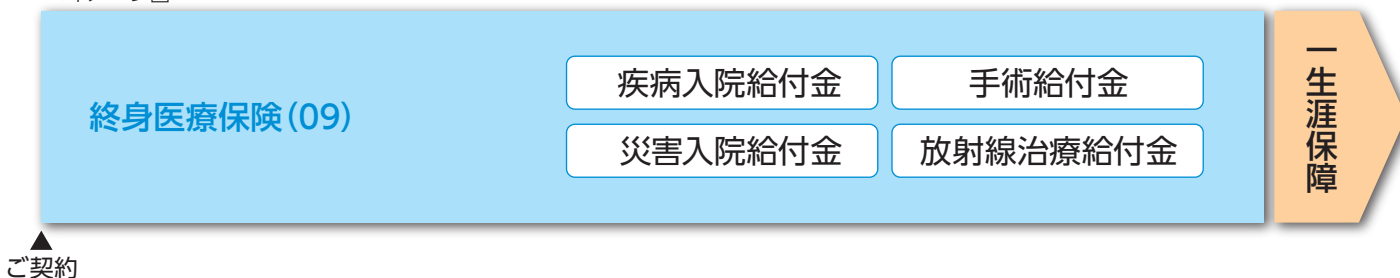 終身医療保険(09)
疾病入院給付金
手術給付金
災害入院給付金
放射線治療給付金
一生涯保障
ご契約